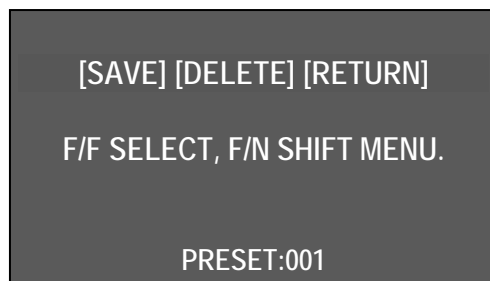 [SAVE] [DELETE] [RETURN]
F/F SELECT, F/N SHIFT MENU.
PRESET:001